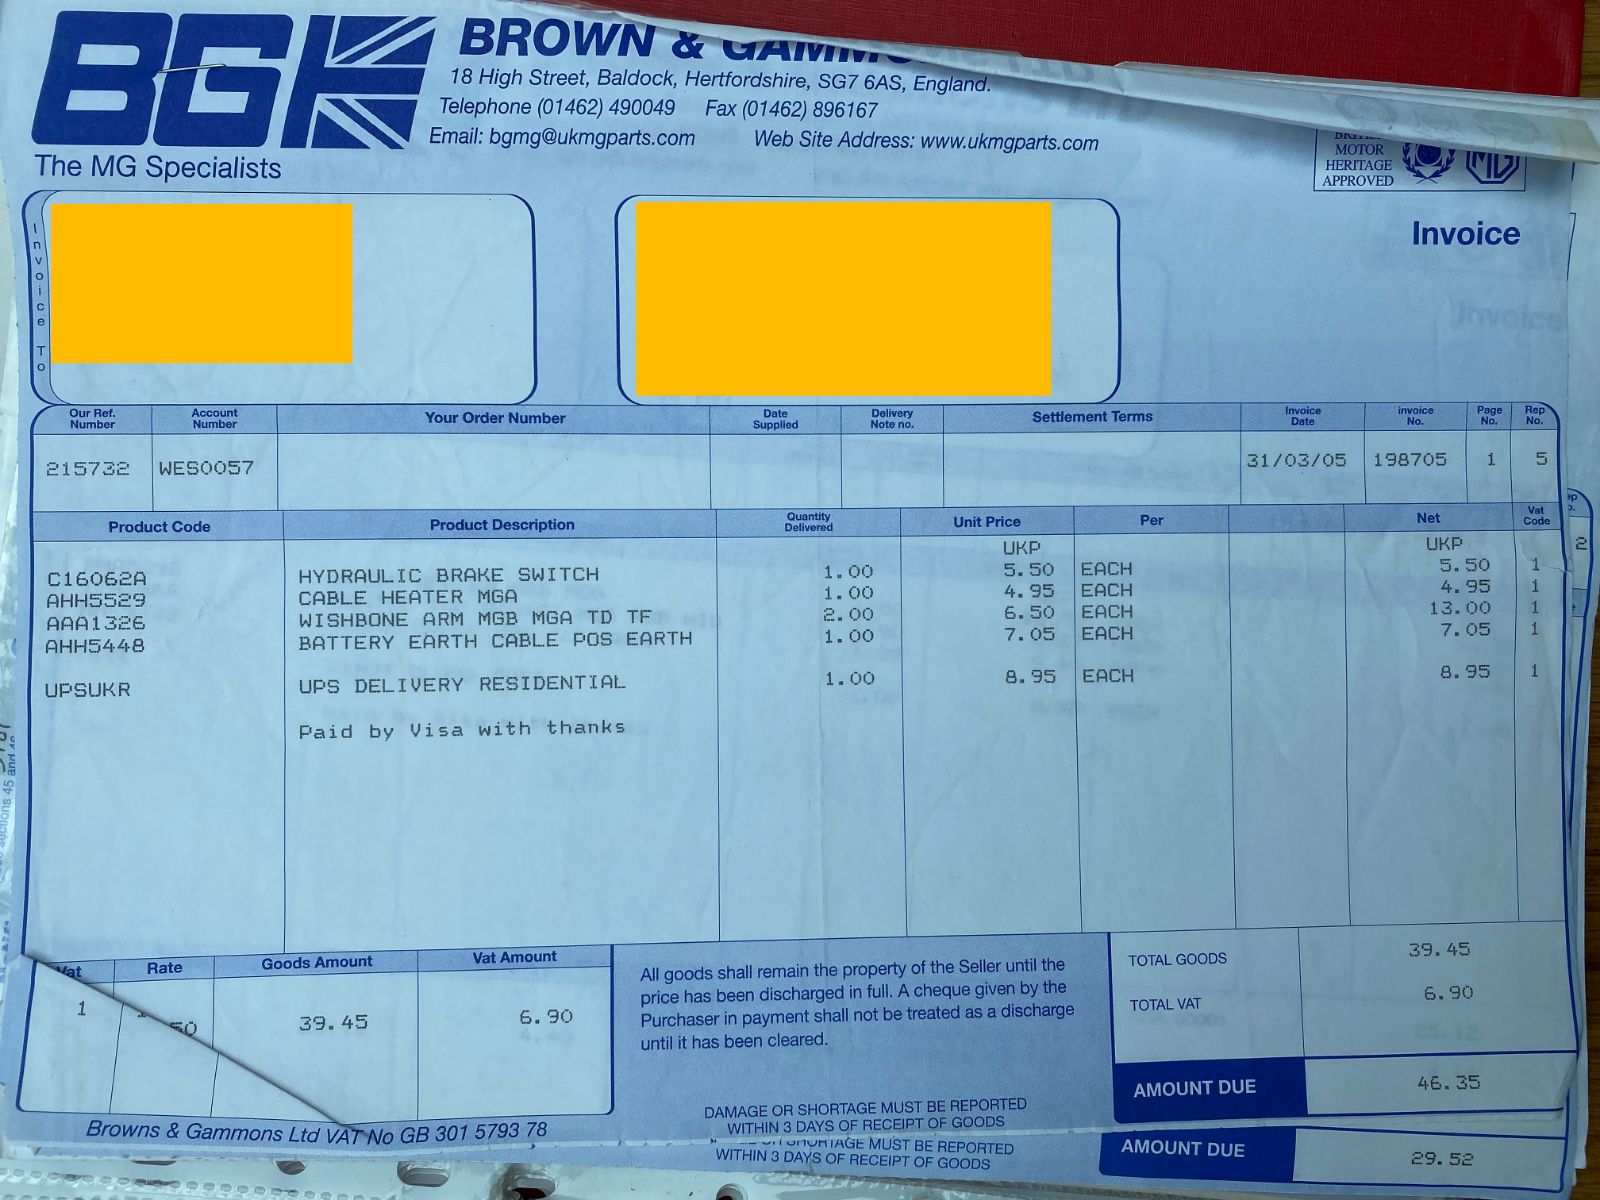 BGK
BROWN & GAMM
18 High Street, Baldock, Hertfordshire, SG7 6AS, England.
Telephone (01462) 490049 Fax (01462) 896167
Email: bgmg@ukmgparts.com Web Site Address: www.ukmgparts.com
The MG Specialists
MOTOR
HERITAGE
APPROVED
MG
Invoice To
Invoice
Our Ref. Number Account Number Your Order Number Date Supplied Delivery Note no. Settlement Terms Invoice Date invoice No. Page No. Rep No.
215732 WES0057 31/03/05 198705 1 5
Product Code Product Description Quantity Delivered Unit Price Per Net Vat Code
UKP UKP
C16062A HYDRAULIC BRAKE SWITCH 1.00 5.50 EACH 5.50 1
AHH5529 CABLE HEATER MGA 1.00 4.95 EACH 4.95 1
AAA1326 WISHBONE ARM MGB MGA TD TF 2.00 6.50 EACH 13.00 1
AHH5448 BATTERY EARTH CABLE POS EARTH 1.00 7.05 EACH 7.05 1
UPSUKR UPS DELIVERY RESIDENTIAL 1.00 8.95 EACH 8.95 1
Paid by Visa with thanks
Vat Rate Goods Amount Vat Amount
1 50 39.45 6.90
All goods shall remain the property of the Seller until the
price has been discharged in full. A cheque given by the
Purchaser in payment shall not be treated as a discharge
until it has been cleared.
TOTAL GOODS 39.45
TOTAL VAT 6.90
AMOUNT DUE 46.35
DAMAGE OR SHORTAGE MUST BE REPORTED
WITHIN 3 DAYS OF RECEIPT OF GOODS
Browns & Gammons Ltd VAT No GB 301 5793 78
SHORTAGE MUST BE REPORTED
WITHIN 3 DAYS OF RECEIPT OF GOODS
AMOUNT DUE 29.52